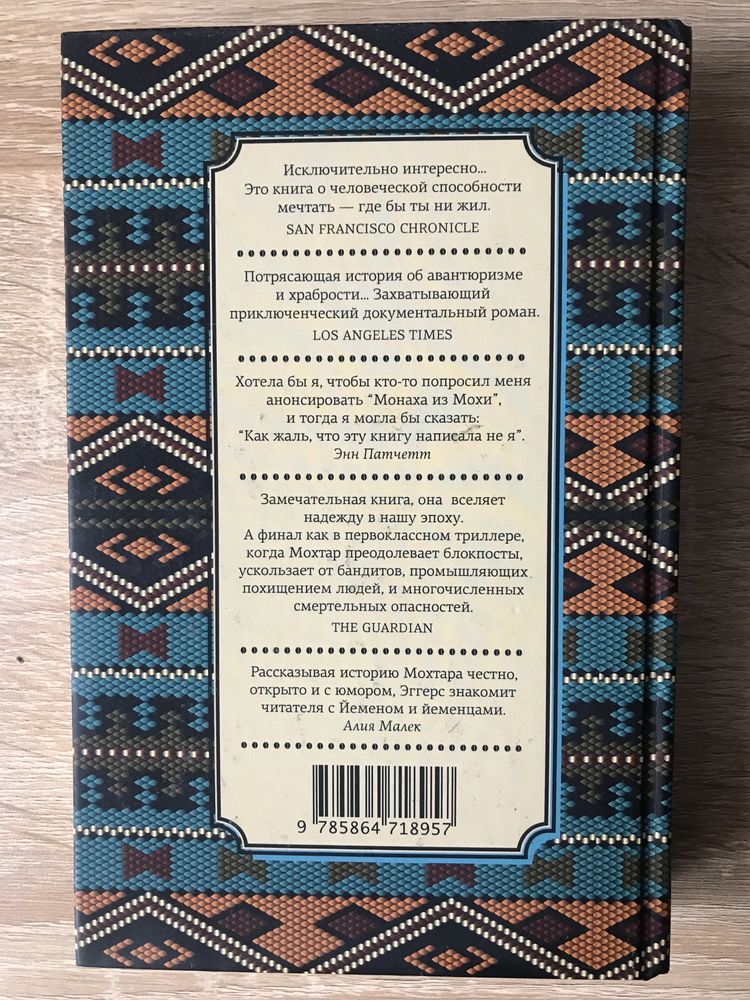 Исключительно интересно...
Это книга о человеческой способности
мечтать — где бы ты ни жил.
SAN FRANCISCO CHRONICLE
Потрясающая история об авантюризме
и храбрости... Захватывающий
приключенческий документальный роман.
LOS ANGELES TIMES
Хотела бы я, чтобы кто-то попросил меня
анонсировать “Монаха из Мохи”,
и тогда я могла бы сказать:
“Как жаль, что эту книгу написала не я”.
Энн Патчетт
Замечательная книга, она вселяет
надежду в нашу эпоху.
А финал как в первоклассном триллере,
когда Мохтар преодолевает блокпосты,
ускользает от бандитов, промышляющих
похищением людей, и многочисленных
смертельных опасностей.
THE GUARDIAN
Рассказывая историю Мохтара честно,
открыто и с юмором, Эггерс знакомит
читателя с Йеменом и йеменцами.
Алия Малек
9 785864 718957